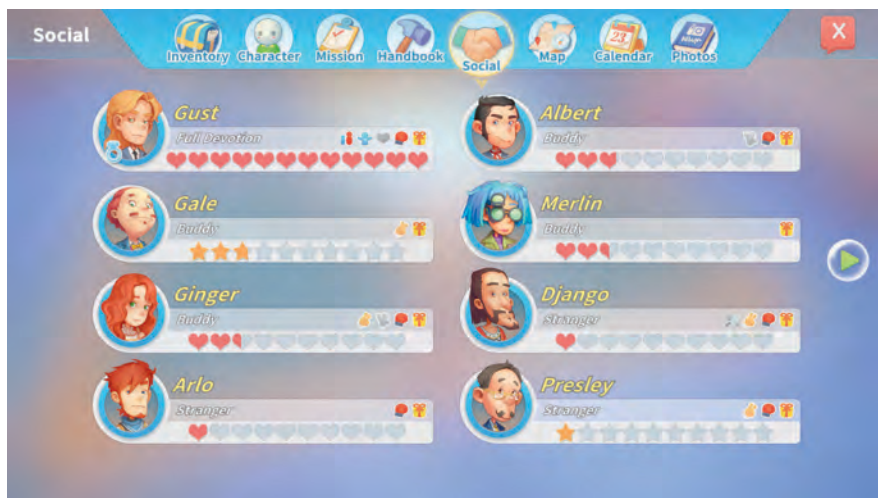 Social
Inventory Character Mission Handbook Social Map Calendar Photos
X
Gust
Full Devotion
Albert
Buddy
Gale
Buddy
Merlin
Buddy
Ginger
Buddy
Django
Stranger
Arlo
Stranger
Presley
Stranger
23